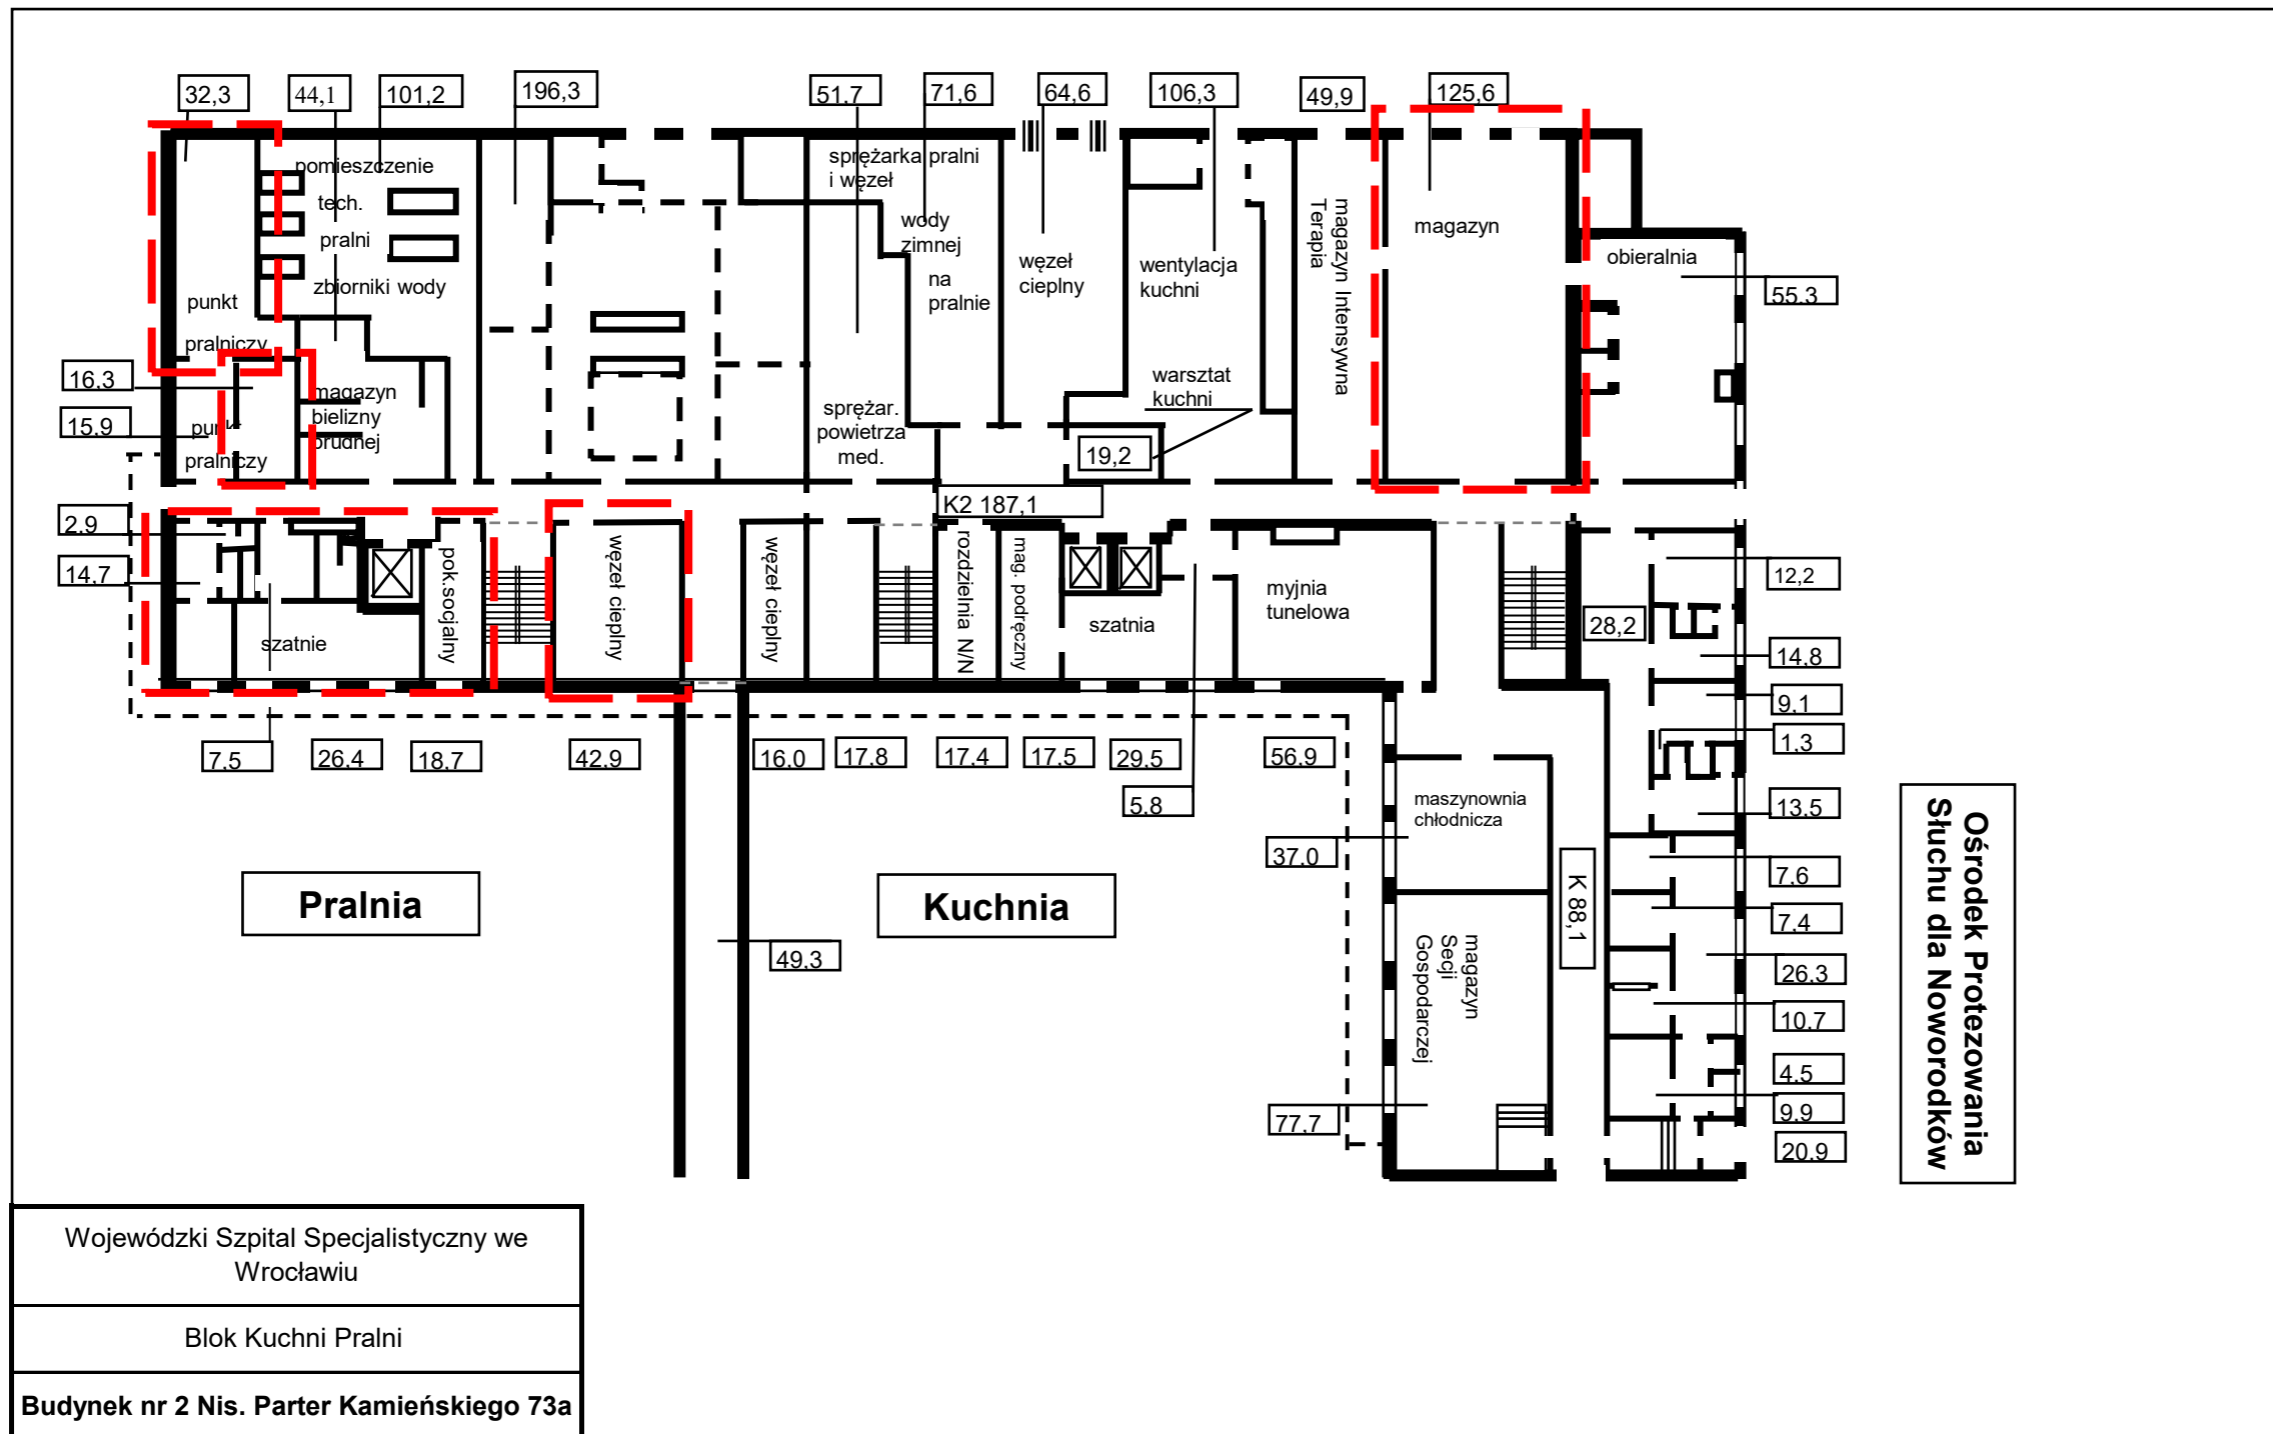 32,3
44,1
101,2
196,3
51,7
71,6
64,6
106,3
49,9
125,6
pomieszczenie
tech.
pralni
zbiorniki wody
sprężarka pralni
i węzeł
wody
zimnej
na
pralnie
węzeł
cieplny
wentylacja
kuchni
magazyn Intensywna
Terapia
magazyn
obieralnia
55,3
punkt
pralniczy
16,3
15,9
punkt
pralniczy
magazyn
bielizny
brudnej
sprężar.
powietrza
med.
warsztat
kuchni
19,2
K2 187,1
2,9
14,7
szatnie
pok.socjalny
węzeł cieplny
węzeł cieplny
rozdzielnia N/N
mag. podręczny
szatnia
myjnia
tunelowa
28,2
12,2
14,8
9,1
1,3
13,5
7,6
7,4
26,3
10,7
4,5
9,9
20,9
7,5
26,4
18,7
42,9
16,0
17,8
17,4
17,5
29,5
56,9
5,8
maszynownia
chłodnicza
37,0
K 88,1
magazyn
Secji
Gospodarczej
77,7
49,3
Pralnia
Kuchnia
Ośrodek Protezowania
Słuchu dla Noworodków
Wojewódzki Szpital Specjalistyczny we
Wrocławiu
Blok Kuchni Pralni
Budynek nr 2 Nis. Parter Kamieńskiego 73a